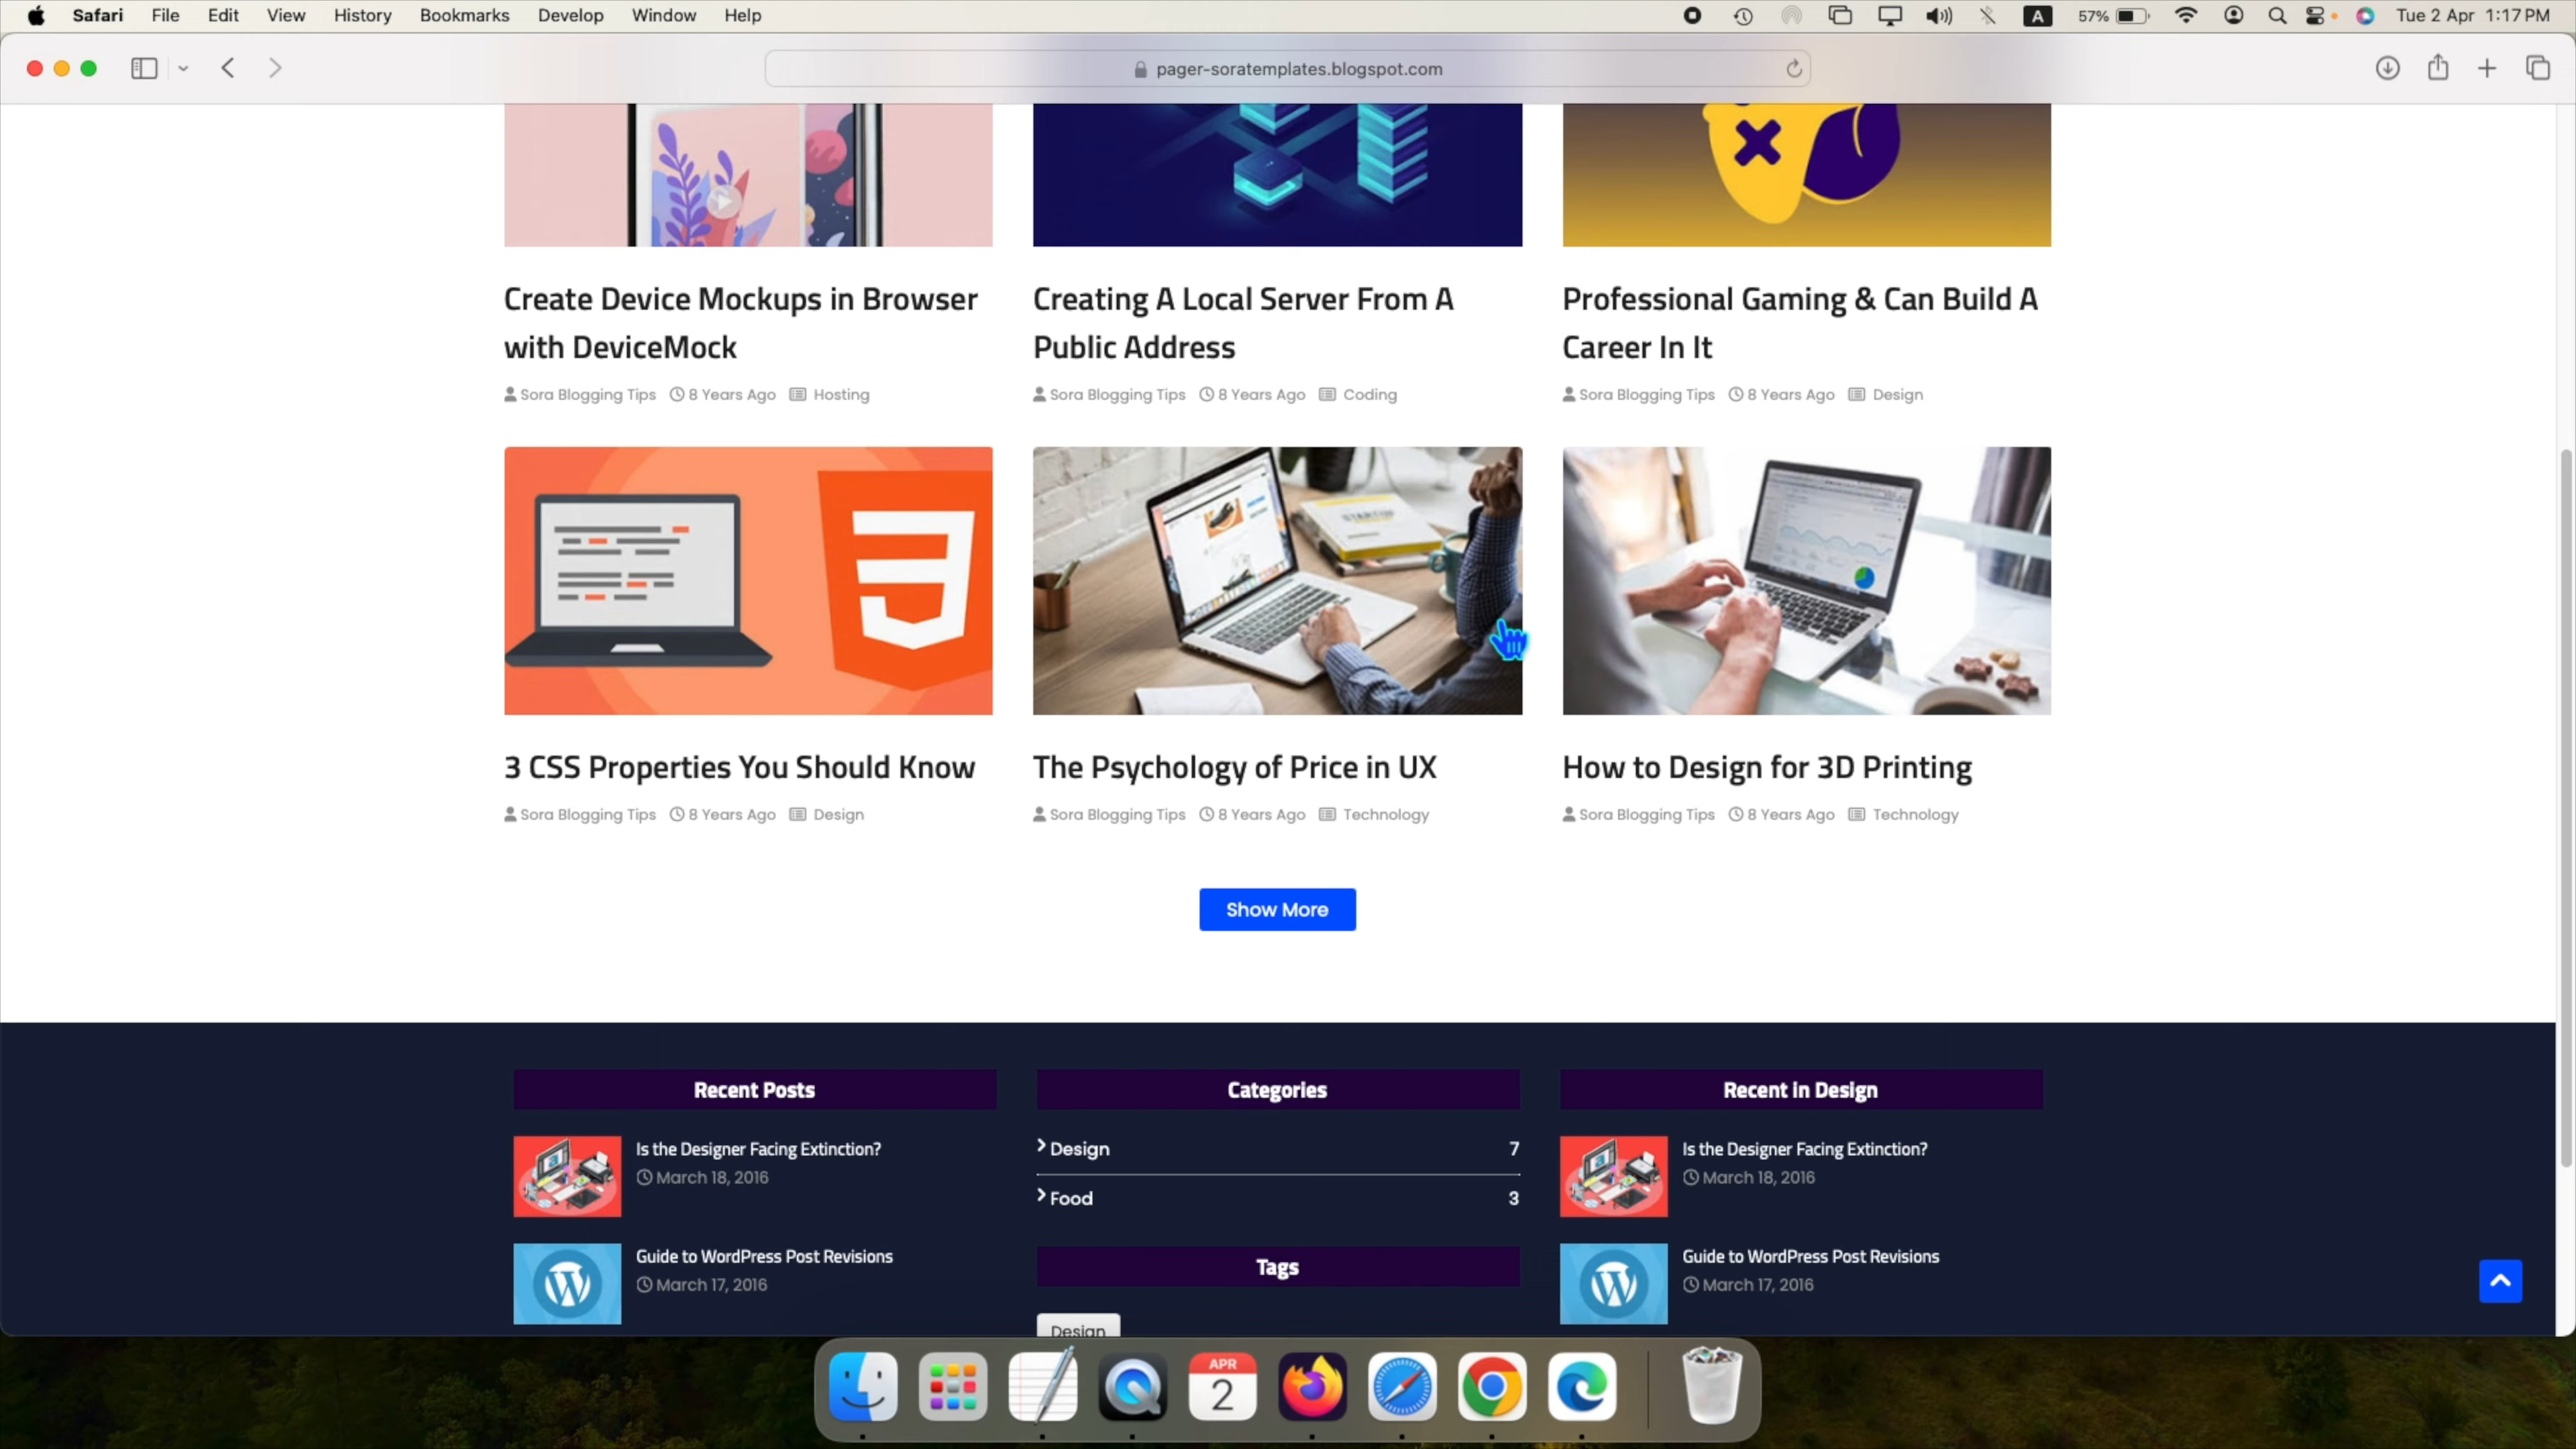 Safari File Edit View History Bookmarks Develop Window Help A 57% Tue 2 Apr 1:17 PM
pager-soratemplates.blogspot.com
Create Device Mockups in Browser
with DeviceMock
Sora Blogging Tips 8 Years Ago Hosting
Creating A Local Server From A
Public Address
Sora Blogging Tips 8 Years Ago Coding
Professional Gaming & Can Build A
Career In It
Sora Blogging Tips 8 Years Ago Design
3 CSS Properties You Should Know
Sora Blogging Tips 8 Years Ago Design
STARTUP
The Psychology of Price in UX
Sora Blogging Tips 8 Years Ago Technology
How to Design for 3D Printing
Sora Blogging Tips 8 Years Ago Technology
Show More
Recent Posts
Is the Designer Facing Extinction?
March 18, 2016
Guide to WordPress Post Revisions
March 17, 2016
Categories
Design 7
Food 3
Tags
Design
Recent in Design
Is the Designer Facing Extinction?
March 18, 2016
Guide to WordPress Post Revisions
March 17, 2016
APR
2